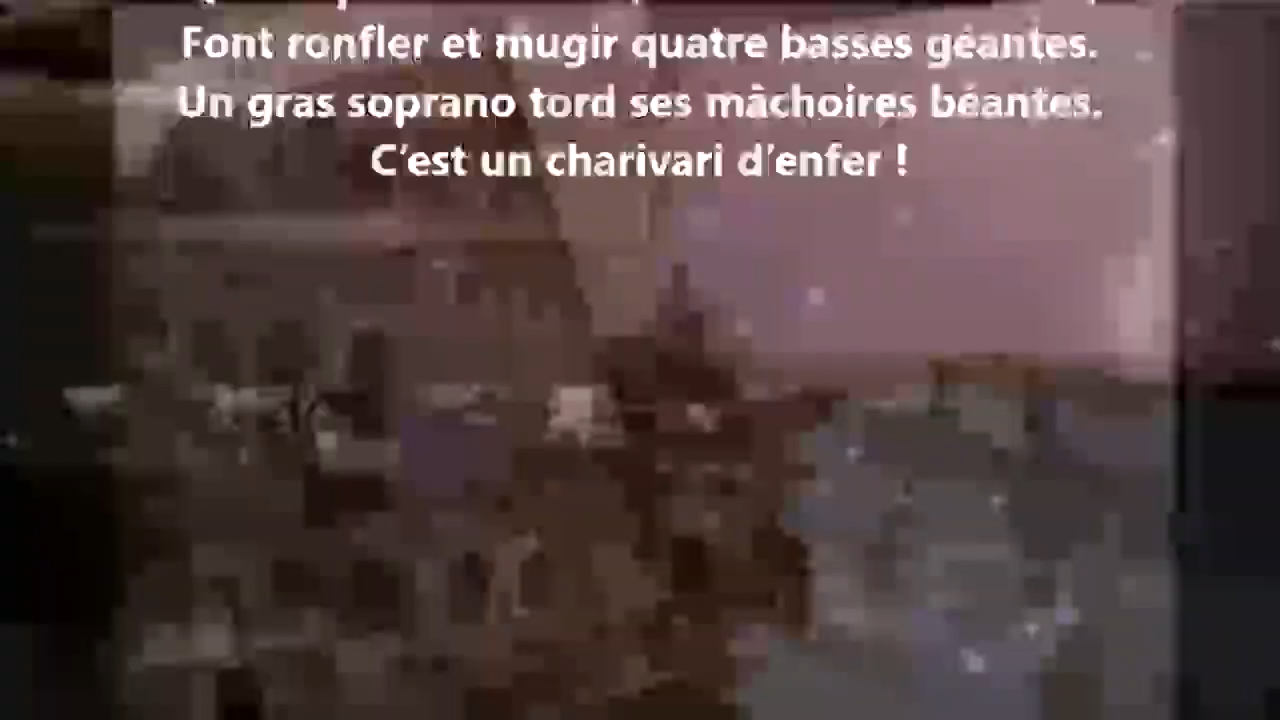 Font ronfler et mugir quatre basses géantes.
Un gras soprano tord ses mâchoires béantes.
C'est un charivari d'enfer !